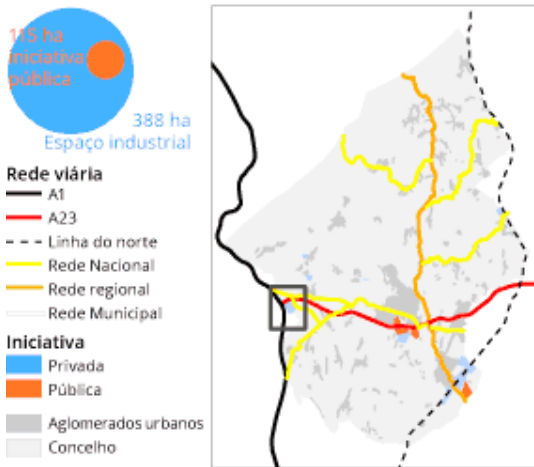 115 ha
iniciativa
pública
388 ha
Espaço industrial
Rede viária
A1
A23
Linha do norte
Rede Nacional
Rede regional
Rede Municipal
Iniciativa
Privada
Pública
Aglomerados urbanos
Concelho